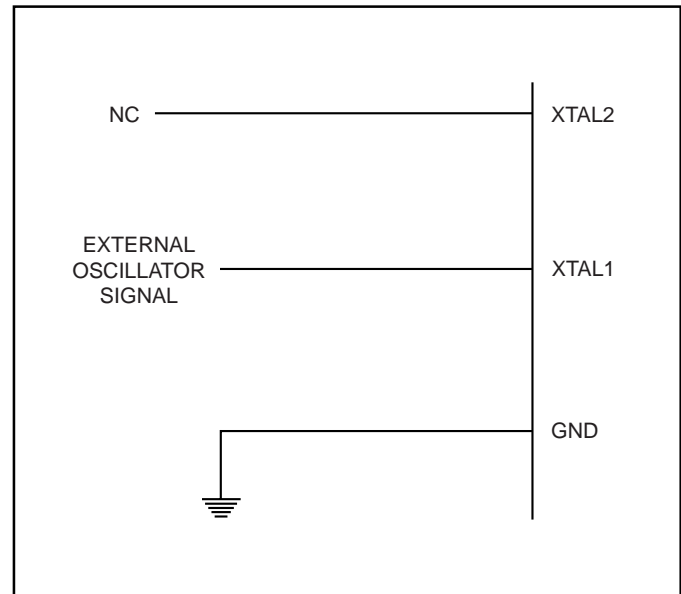 NC
XTAL2
EXTERNAL
OSCILLATOR
SIGNAL
XTAL1
GND